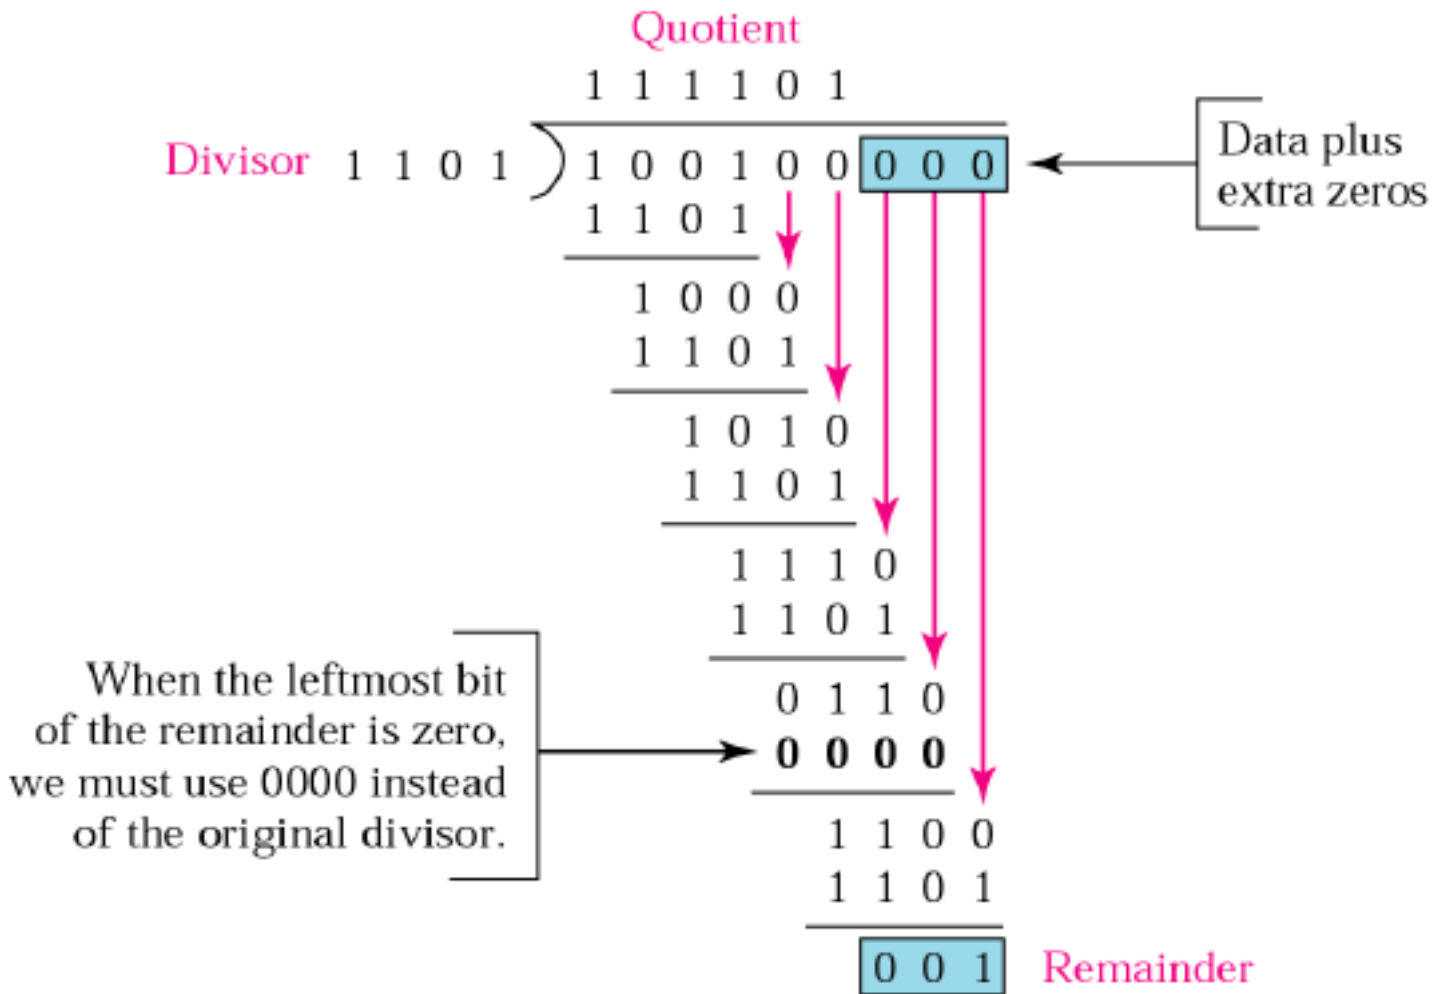 Quotient
1 1 1 1 0 1
Divisor 1 1 0 1 1 0 0 1 0 0 0 0 0
Data plus
extra zeros
1 1 0 1
1 0 0 0
1 1 0 1
1 0 1 0
1 1 0 1
1 1 1 0
1 1 0 1
When the leftmost bit
of the remainder is zero,
we must use 0000 instead
of the original divisor.
0 1 1 0
0 0 0 0
1 1 0 0
1 1 0 1
0 0 1 Remainder